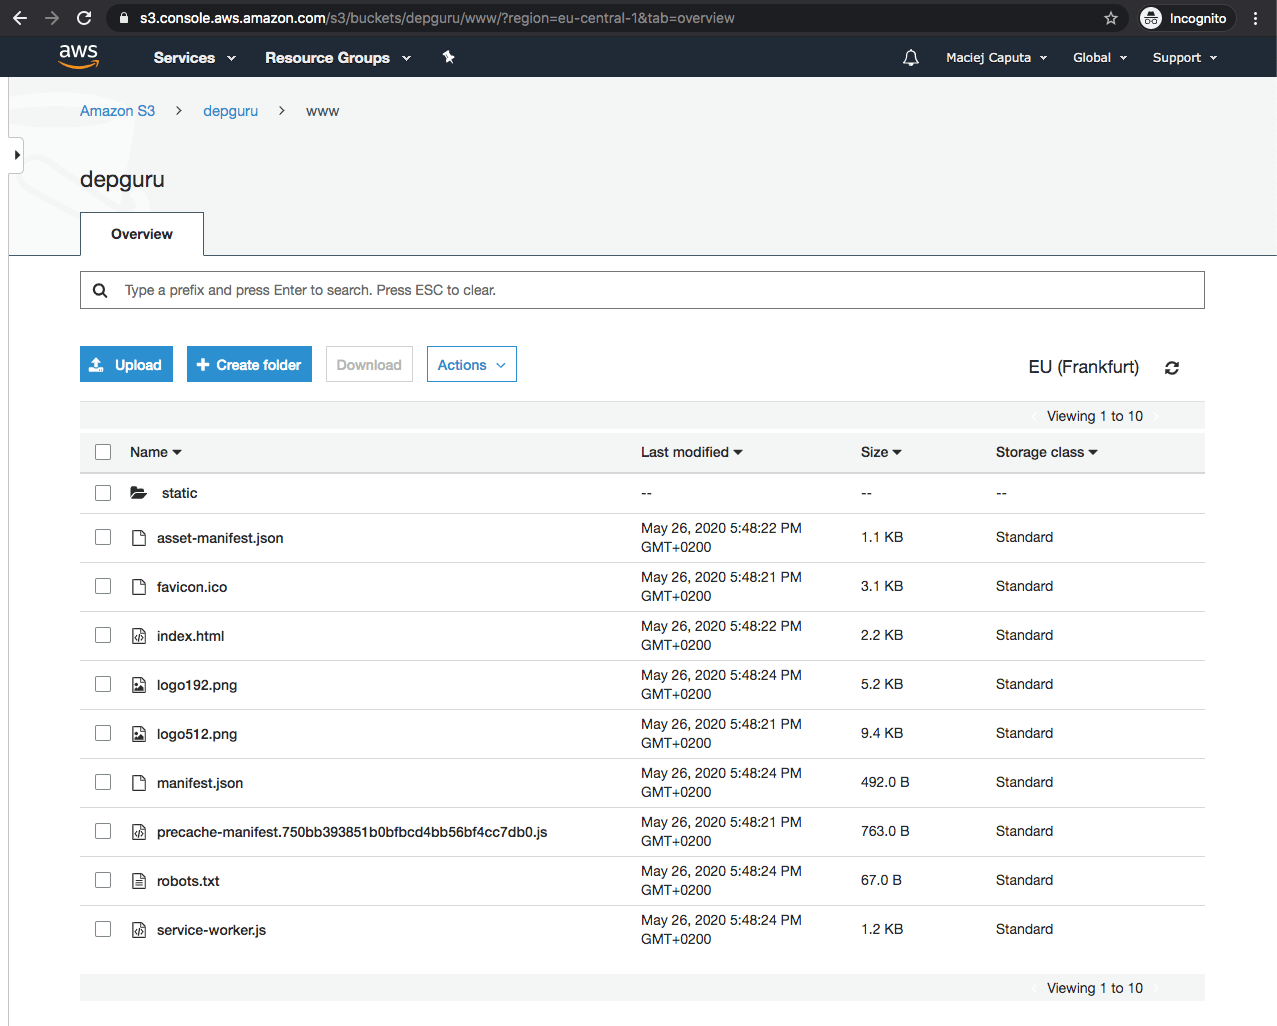 s3.console.aws.amazon.com/s3/buckets/depguru/www/?region=eu-central-1&tab=overview Incognito
aws Services Resource Groups Maciej Caputa Global Support
Amazon S3 > depguru > www
depguru
Overview
Type a prefix and press Enter to search. Press ESC to clear.
Upload + Create folder Download Actions EU (Frankfurt)
Viewing 1 to 10
Name Last modified Size Storage class
static -- -- --
asset-manifest.json May 26, 2020 5:48:22 PM 1.1 KB Standard
GMT+0200
favicon.ico May 26, 2020 5:48:21 PM 3.1 KB Standard
GMT+0200
index.html May 26, 2020 5:48:22 PM 2.2 KB Standard
GMT+0200
logo192.png May 26, 2020 5:48:24 PM 5.2 KB Standard
GMT+0200
logo512.png May 26, 2020 5:48:21 PM 9.4 KB Standard
GMT+0200
manifest.json May 26, 2020 5:48:24 PM 492.0 B Standard
GMT+0200
precache-manifest.750bb393851b0bfbcd4bb56bf4cc7db0.js May 26, 2020 5:48:21 PM 763.0 B Standard
GMT+0200
robots.txt May 26, 2020 5:48:24 PM 67.0 B Standard
GMT+0200
service-worker.js May 26, 2020 5:48:24 PM 1.2 KB Standard
GMT+0200
Viewing 1 to 10